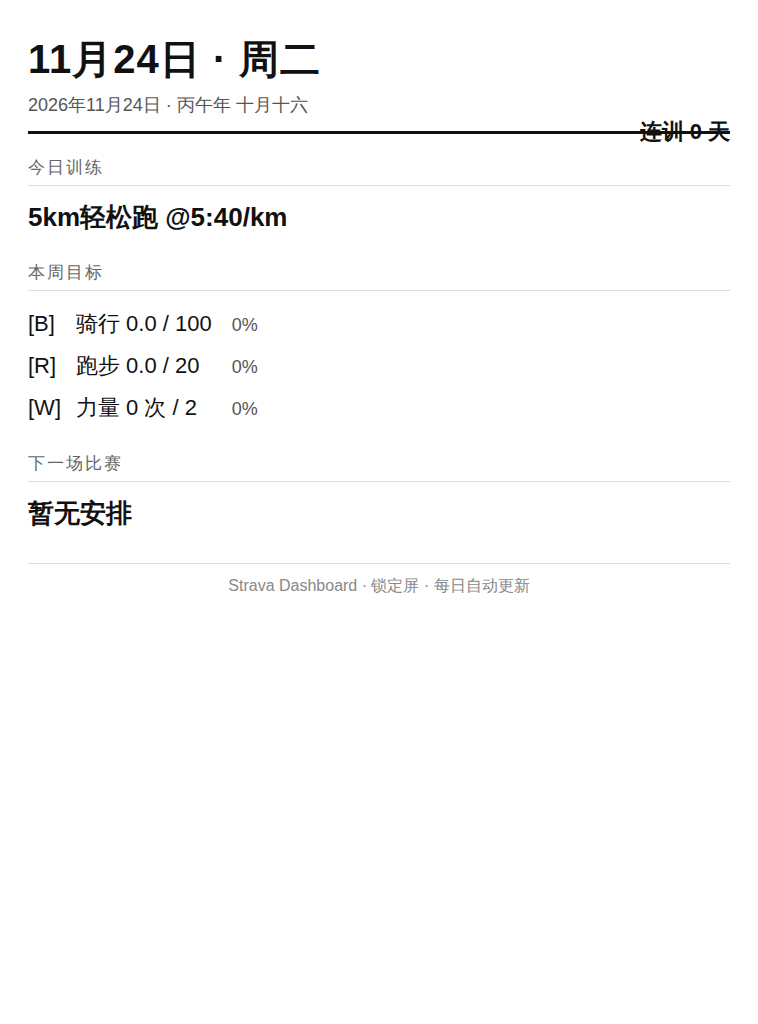 11月24日 · 周二
2026年11月24日 · 丙午年 十月十六
连训 0 天
今日训练
5km轻松跑 @5:40/km
本周目标
[B] 骑行 0.0 / 100 0%
[R] 跑步 0.0 / 20 0%
[W] 力量 0 次 / 2 0%
下一场比赛
暂无安排
Strava Dashboard · 锁定屏 · 每日自动更新